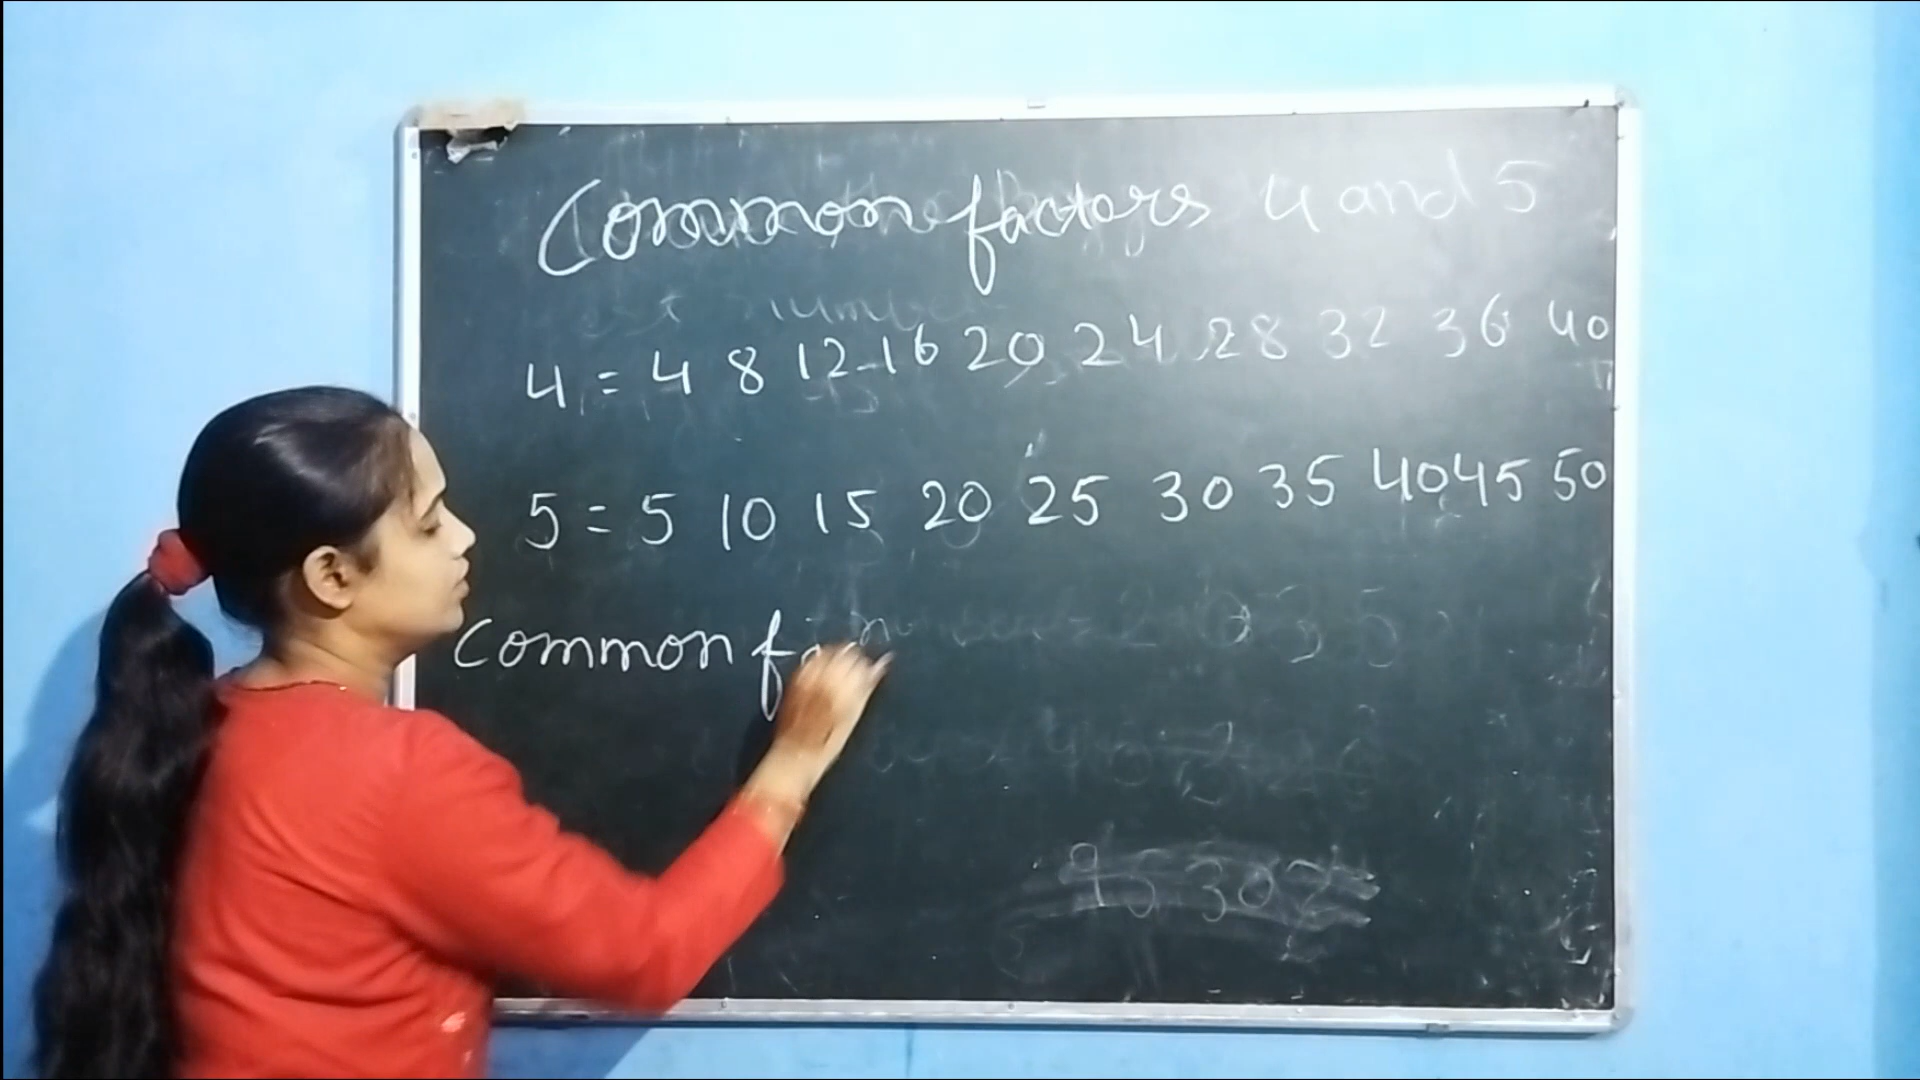 Common factors 4 and 5
4 = 4 8 12 16 20 24 28 32 36 40
5 = 5 10 15 20 25 30 35 40 45 50
Common fac